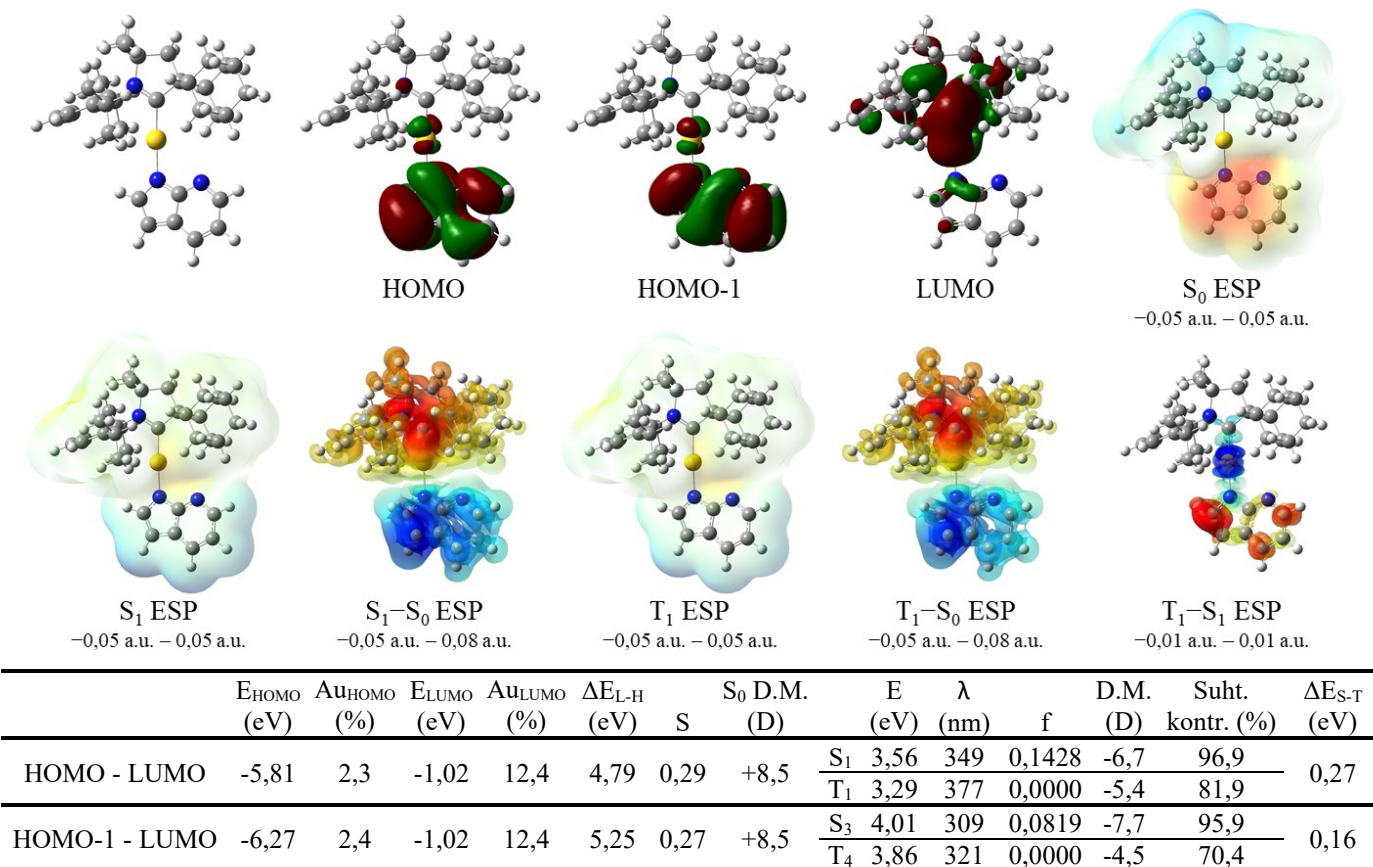 HOMO HOMO-1 LUMO S₀ ESP
−0,05 a.u. – 0,05 a.u.
S₁ ESP S₁−S₀ ESP T₁ ESP T₁−S₀ ESP T₁−S₁ ESP
−0,05 a.u. – 0,05 a.u. −0,05 a.u. – 0,08 a.u. −0,05 a.u. – 0,05 a.u. −0,05 a.u. – 0,08 a.u. −0,01 a.u. – 0,01 a.u.
E_HOMO Au_HOMO E_LUMO Au_LUMO ΔE_L-H S₀ D.M. E λ D.M. Suht. ΔE_S-T
(eV) (%) (eV) (%) (eV) S (D) (eV) (nm) f (D) kontr. (%) (eV)
HOMO - LUMO -5,81 2,3 -1,02 12,4 4,79 0,29 +8,5 S₁ 3,56 349 0,1428 -6,7 96,9 0,27
T₁ 3,29 377 0,0000 -5,4 81,9
HOMO-1 - LUMO -6,27 2,4 -1,02 12,4 5,25 0,27 +8,5 S₃ 4,01 309 0,0819 -7,7 95,9 0,16
T₄ 3,86 321 0,0000 -4,5 70,4